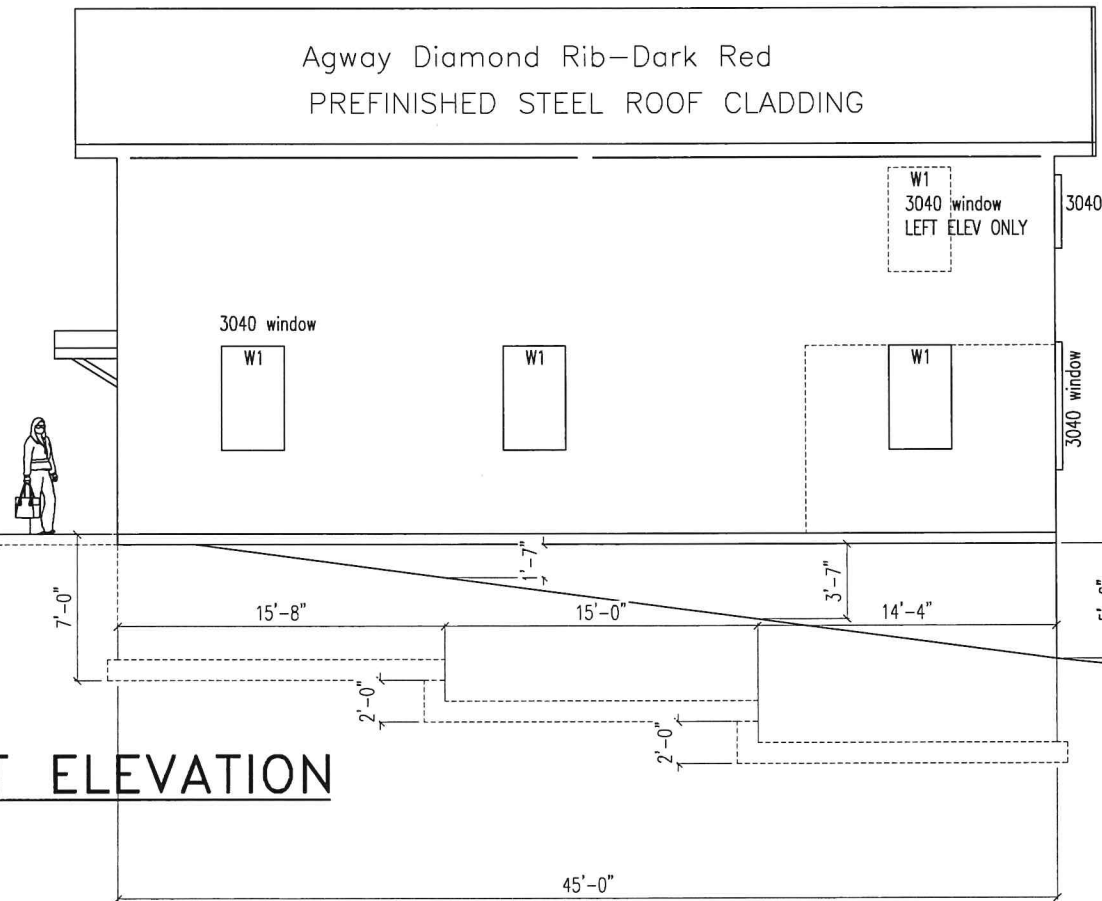 Agway Diamond Rib-Dark Red
PREFINISHED STEEL ROOF CLADDING
W1
3040 window
LEFT ELEV ONLY
3040
3040 window
W1
W1
W1
3040 window
7'-0"
1'-7"
3'-7"
15'-8"
15'-0"
14'-4"
2'-0"
2'-0"
ELEVATION
45'-0"